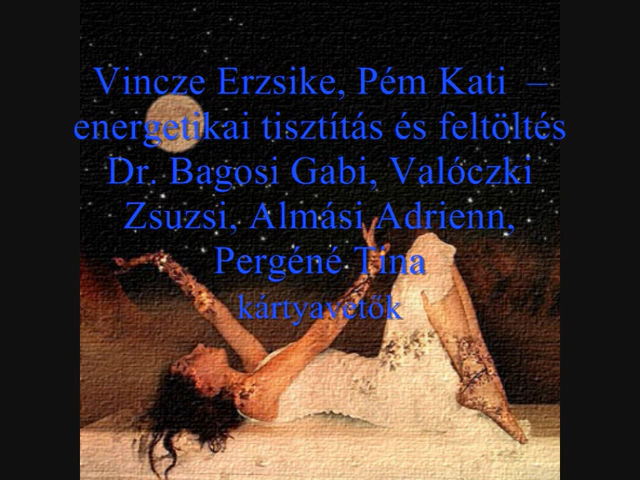 Vincze Erzsike, Pém Kati –
energetikai tisztítás és feltöltés
Dr. Bagosi Gabi, Valóczki
Zsuzsi, Almási Adrienn,
Pergéné Tina
kártyavetők